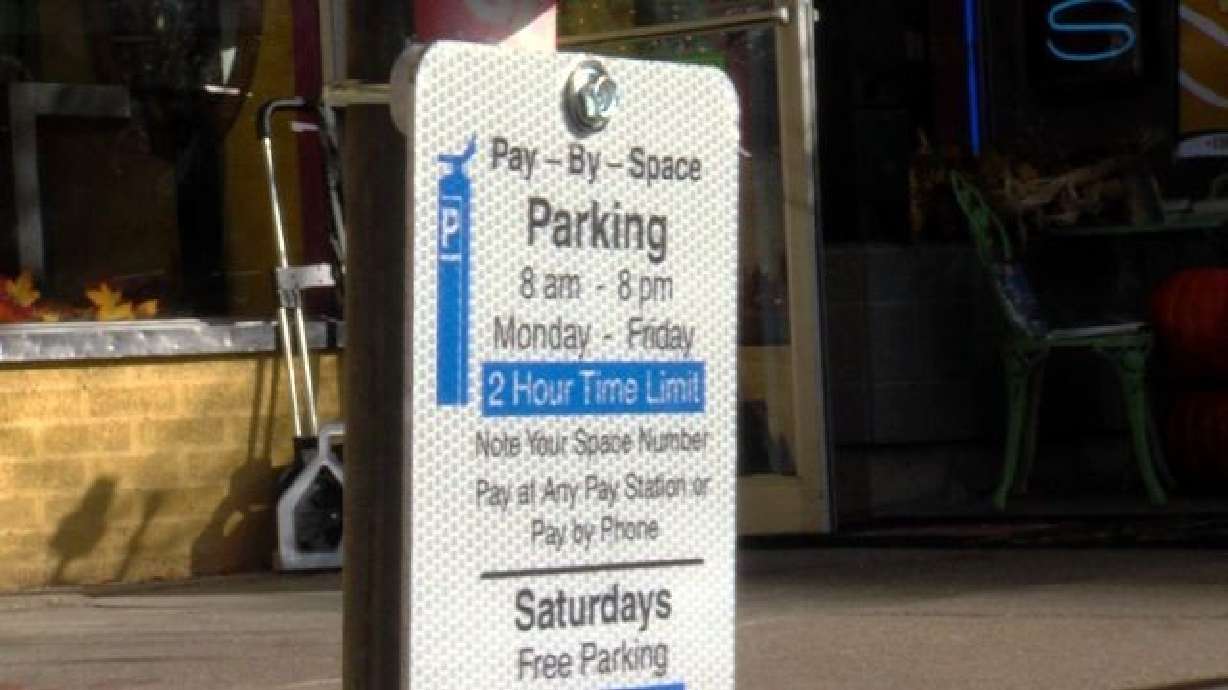 Pay – By – Space
P
Parking
8 am - 8 pm
Monday - Friday
2 Hour Time Limit
Note Your Space Number
Pay at Any Pay Station or
Pay by Phone
Saturdays
Free Parking
S